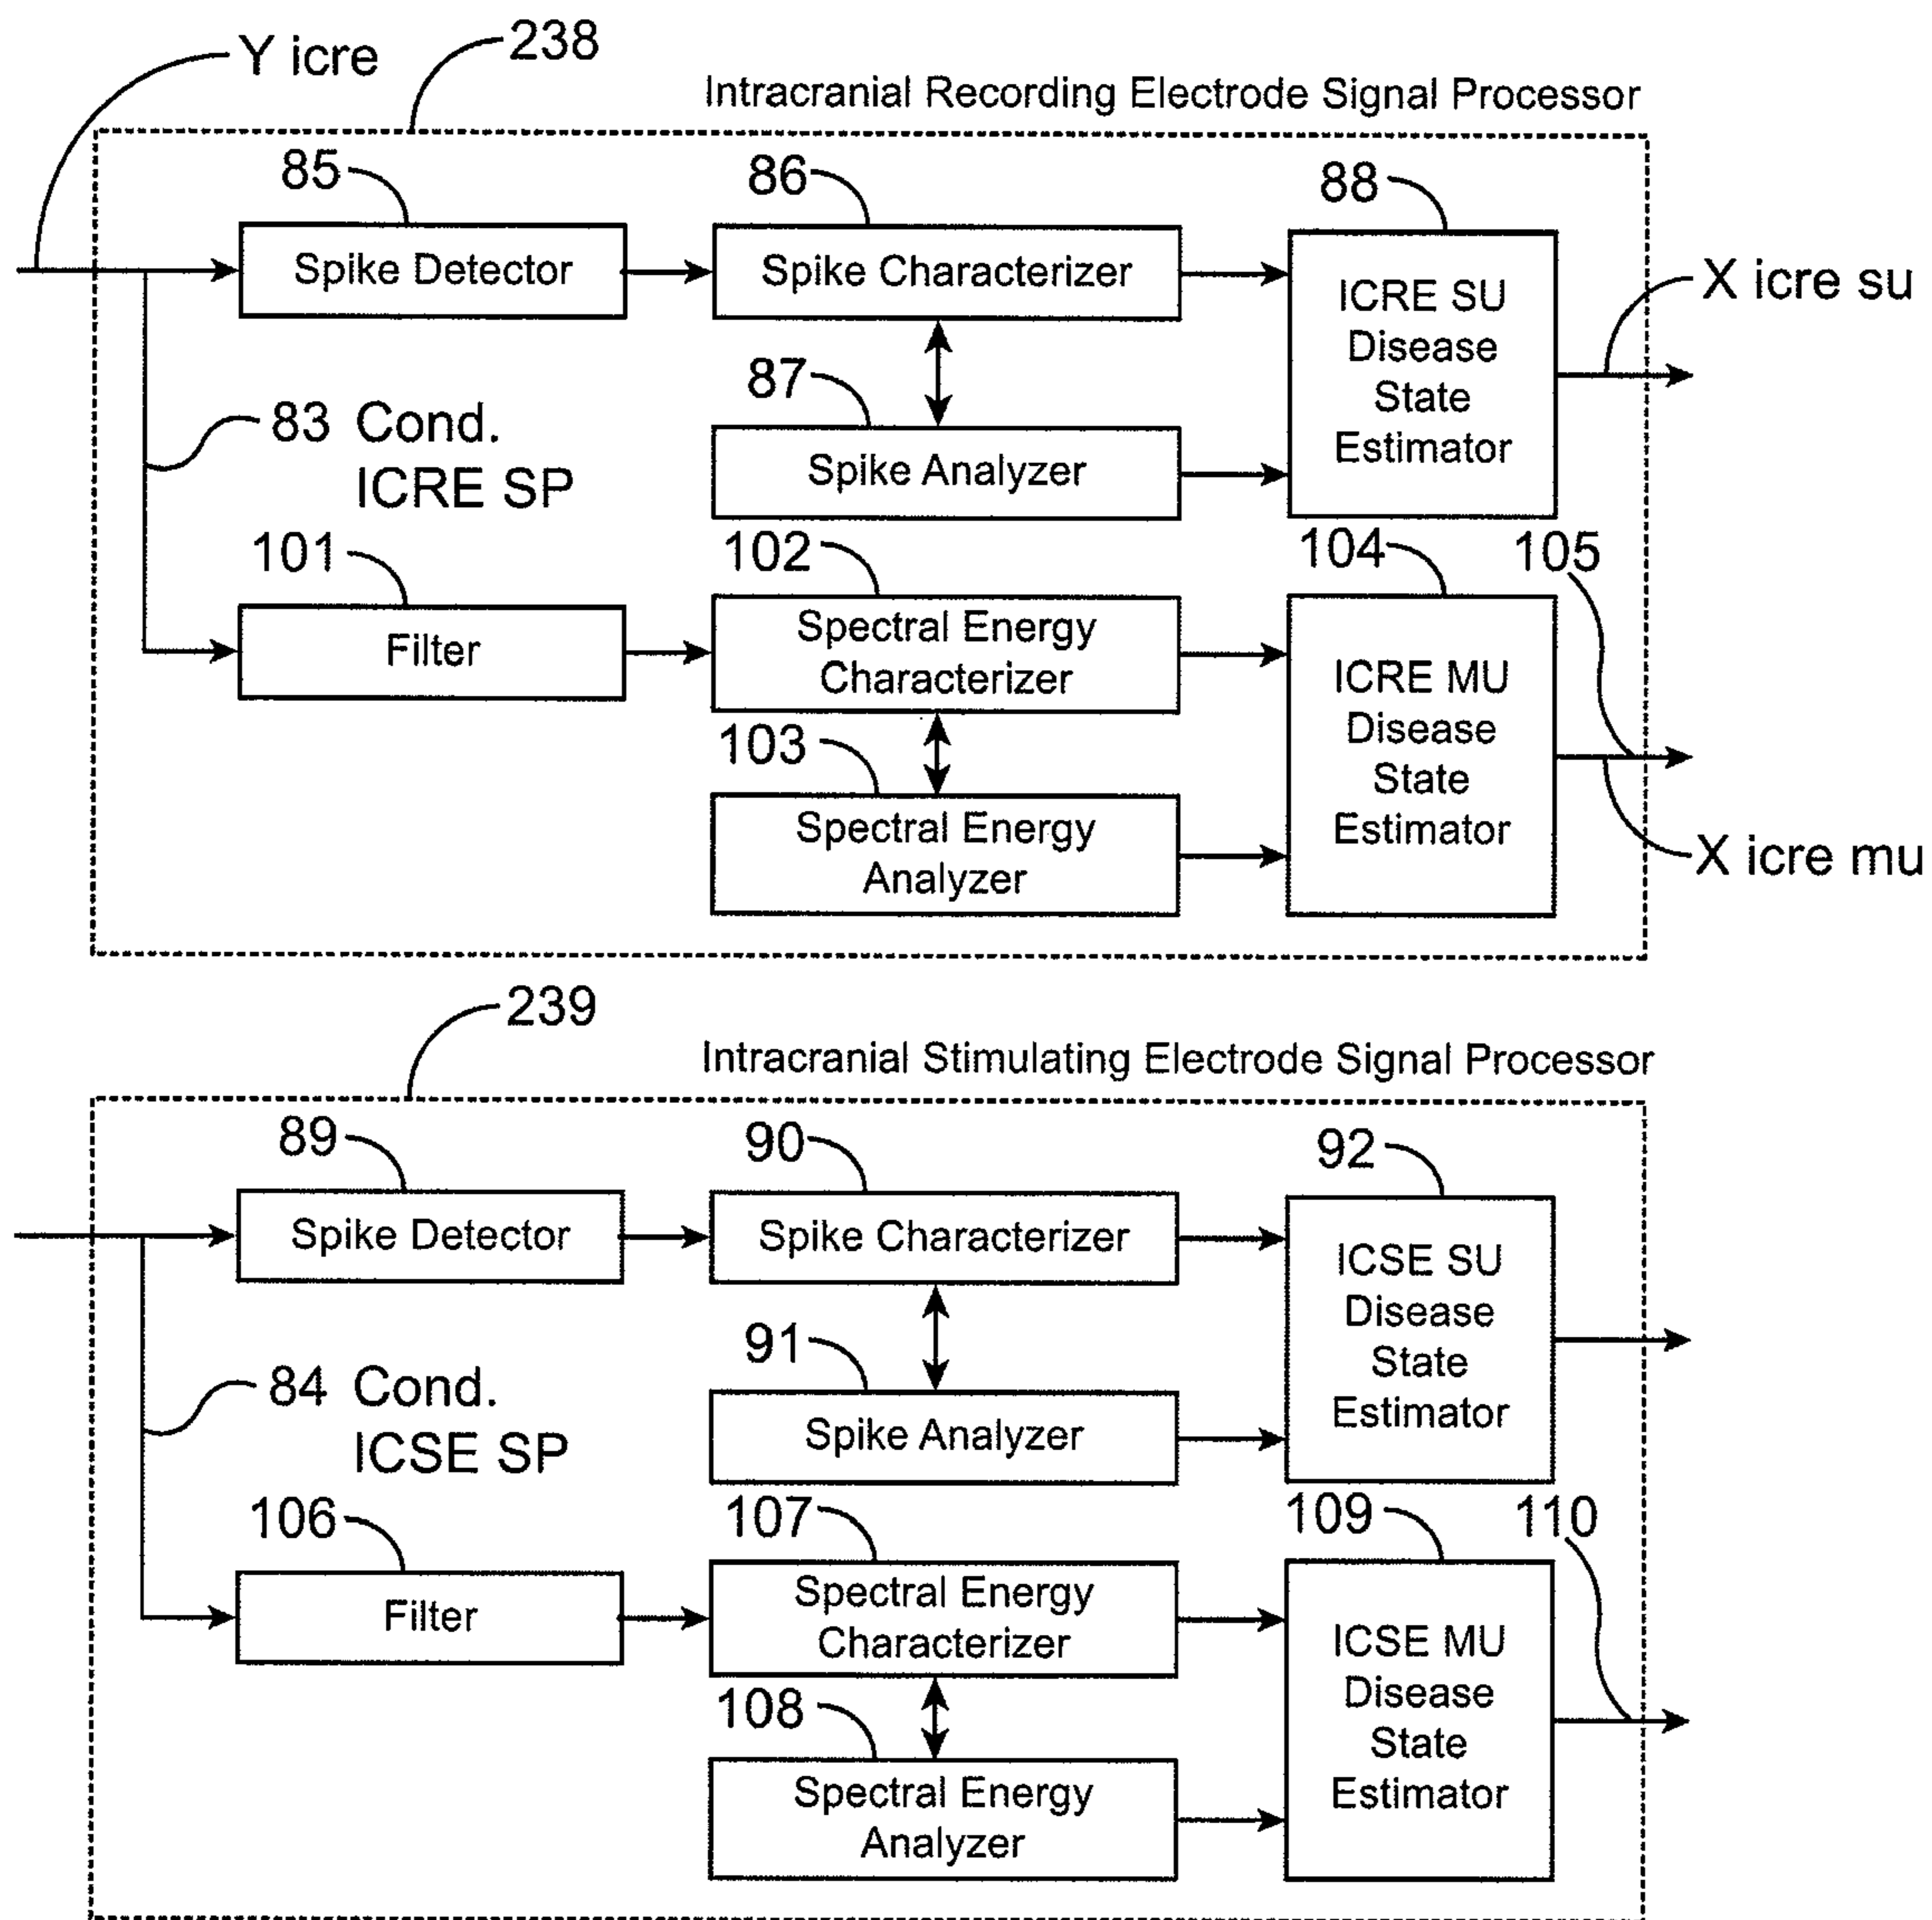 Y icre
238
Intracranial Recording Electrode Signal Processor
85
86
88
Spike Detector
Spike Characterizer
ICRE SU
Disease
State
Estimator
X icre su
87
83 Cond.
ICRE SP
Spike Analyzer
101
102
104
105
Filter
Spectral Energy
Characterizer
ICRE MU
Disease
State
Estimator
103
Spectral Energy
Analyzer
X icre mu
239
Intracranial Stimulating Electrode Signal Processor
89
90
92
Spike Detector
Spike Characterizer
ICSE SU
Disease
State
Estimator
91
84 Cond.
ICSE SP
Spike Analyzer
106
107
109
110
Filter
Spectral Energy
Characterizer
ICSE MU
Disease
State
Estimator
108
Spectral Energy
Analyzer